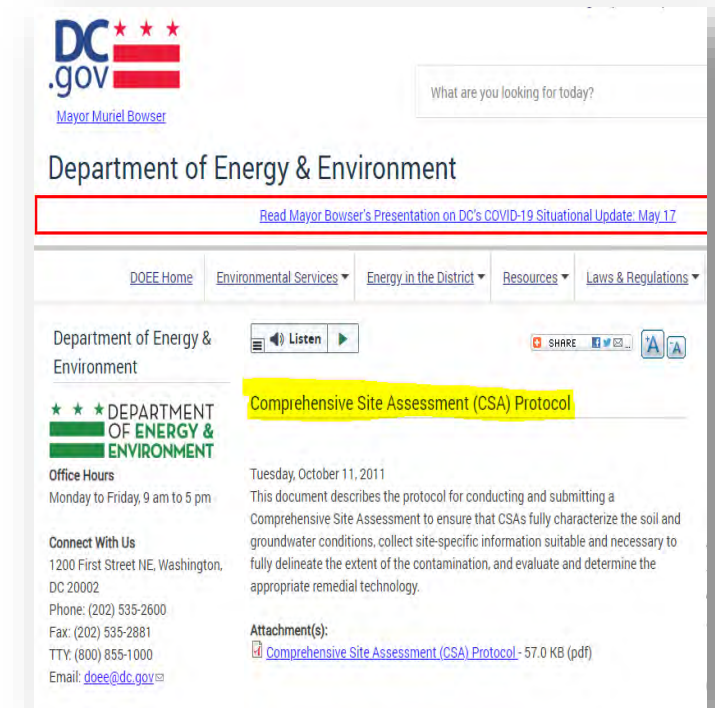 DC
.gov
Mayor Muriel Bowser
What are you looking for today?
Department of Energy & Environment
Read Mayor Bowser's Presentation on DC's COVID-19 Situational Update: May 17
DOEE Home
Environmental Services
Energy in the District
Resources
Laws & Regulations
Department of Energy &
Environment
DEPARTMENT
OF ENERGY &
ENVIRONMENT
Office Hours
Monday to Friday, 9 am to 5 pm
Connect With Us
1200 First Street NE, Washington,
DC 20002
Phone: (202) 535-2600
Fax: (202) 535-2881
TTY: (800) 855-1000
Email: doee@dc.gov
Listen
SHARE
A A
Comprehensive Site Assessment (CSA) Protocol
Tuesday, October 11, 2011
This document describes the protocol for conducting and submitting a
Comprehensive Site Assessment to ensure that CSAs fully characterize the soil and
groundwater conditions, collect site-specific information suitable and necessary to
fully delineate the extent of the contamination, and evaluate and determine the
appropriate remedial technology.
Attachment(s):
Comprehensive Site Assessment (CSA) Protocol - 57.0 KB (pdf)